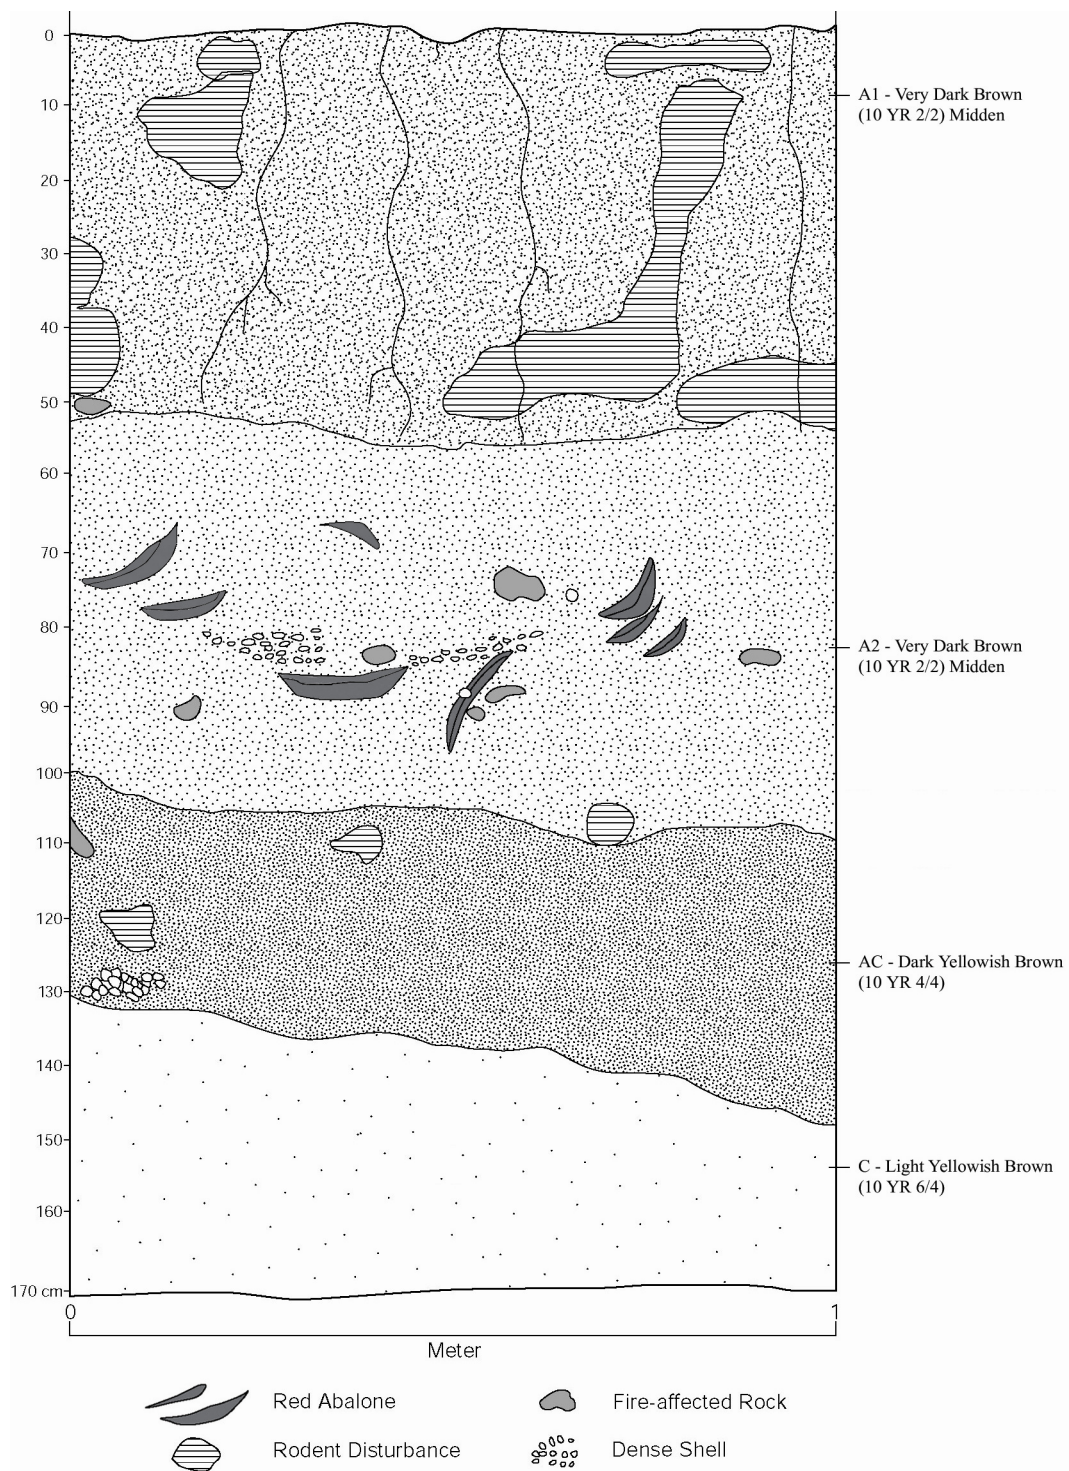 0
10
A1 - Very Dark Brown
(10 YR 2/2) Midden
20
30
40
50
60
70
80
A2 - Very Dark Brown
(10 YR 2/2) Midden
90
100
110
120
AC - Dark Yellowish Brown
(10 YR 4/4)
130
140
150
C - Light Yellowish Brown
(10 YR 6/4)
160
170 cm
0 1
Meter
Red Abalone Fire-affected Rock
Rodent Disturbance Dense Shell